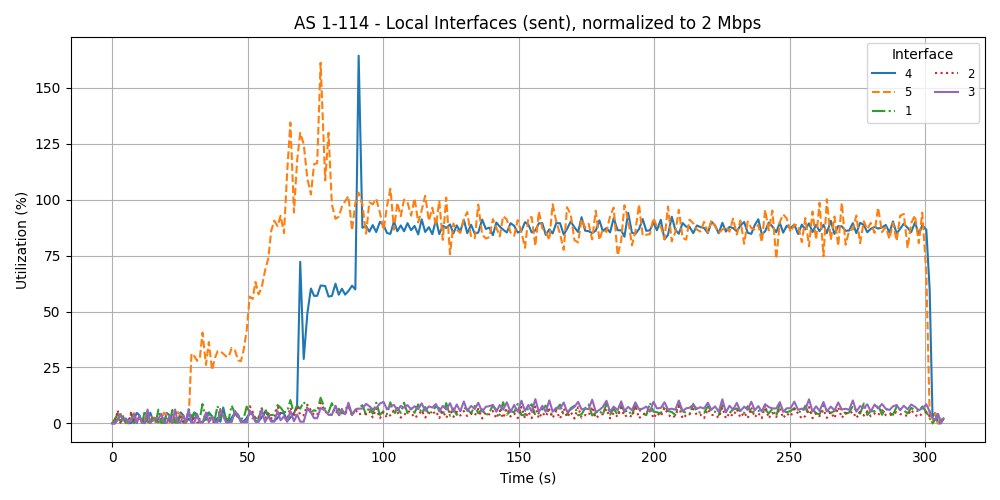 AS 1-114 - Local Interfaces (sent), normalized to 2 Mbps
Interface
4
5
1
2
3
Utilization (%)
150
125
100
75
50
25
0
0 50 100 150 200 250 300
Time (s)